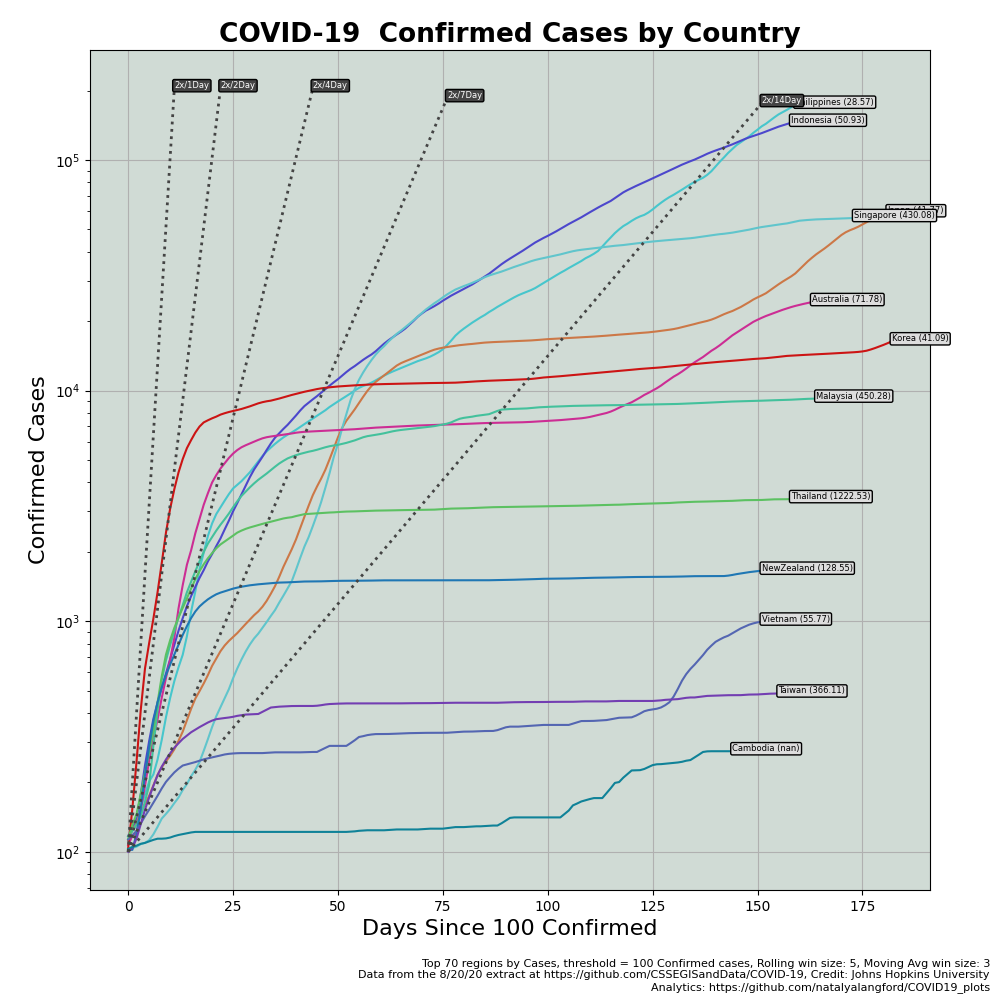 COVID-19  Confirmed Cases by Country
2x/1Day
2x/2Day
2x/4Day
2x/7Day
2x/14Day
(28.57)
Indonesia (50.93)
Singapore (430.08)
Australia (71.78)
Korea (41.09)
Malaysia (450.28)
Thailand (1222.53)
NewZealand (128.55)
Vietnam (55.77)
Taiwan (366.11)
Cambodia (nan)
Confirmed Cases
10^5
10^4
10^3
10^2
0 25 50 75 100 125 150 175
Days Since 100 Confirmed
Top 70 regions by Cases, threshold = 100 Confirmed cases, Rolling win size: 5, Moving Avg win size: 3
Data from the 8/20/20 extract at https://github.com/CSSEGISandData/COVID-19, Credit: Johns Hopkins University
Analytics: https://github.com/natalyalangford/COVID19_plots